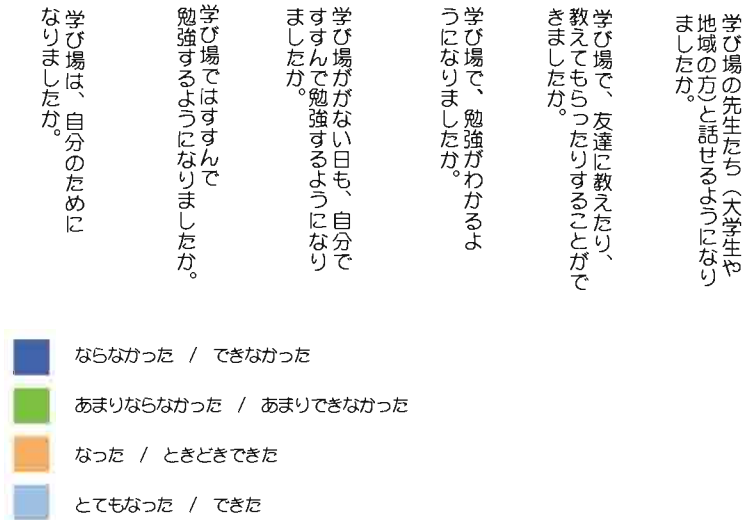 学び場の先生たち（大学生や
地域の方）と話せるようになり
ましたか。
学び場で、友達に教えたり、
教えてもらったりすることがで
きましたか。
学び場で、勉強がわかるよ
うになりましたか。
学び場ががない日も、自分で
すすんで勉強するようになり
ましたか。
学び場ではすすんで
勉強するようになりましたか。
学び場は、自分のために
なりましたか。
ならなかった / できなかった
あまりならなかった / あまりできなかった
なった / ときどきできた
とてもなった / できた